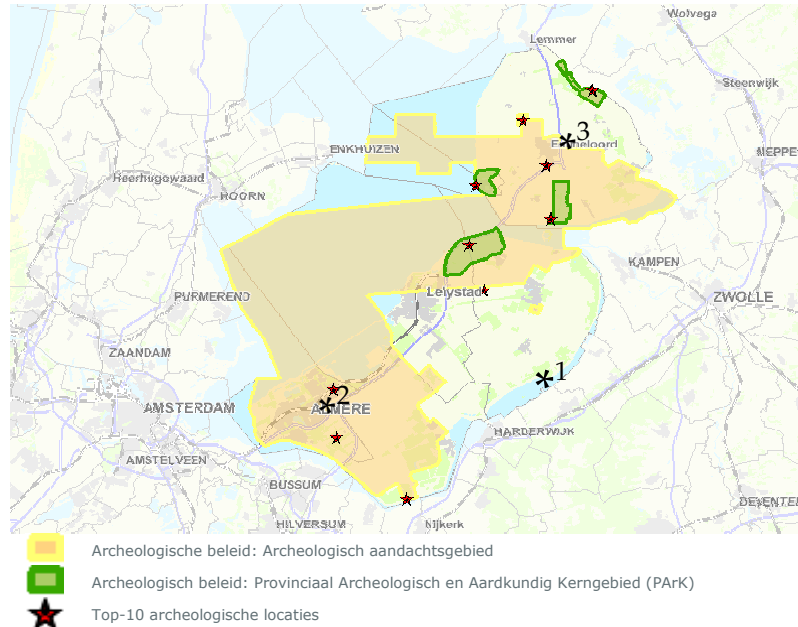 Wolvega
Lemmer
Steenwijk
3
ENKHUIZEN
MEPPE
Heerhugowaard
HOORN
KAMPEN
PURMEREND
Lelystad
ZWOLLE
ZAANDAM
1
2
AMSTERDAM
ALMERE
HARDERWIJK
AMSTELVEEN
BUSSUM
DEVENTER
HILVERSUM
Nijkerk
Archeologische beleid: Archeologisch aandachtsgebied
Archeologisch beleid: Provinciaal Archeologisch en Aardkundig Kerngebied (PArK)
Top-10 archeologische locaties